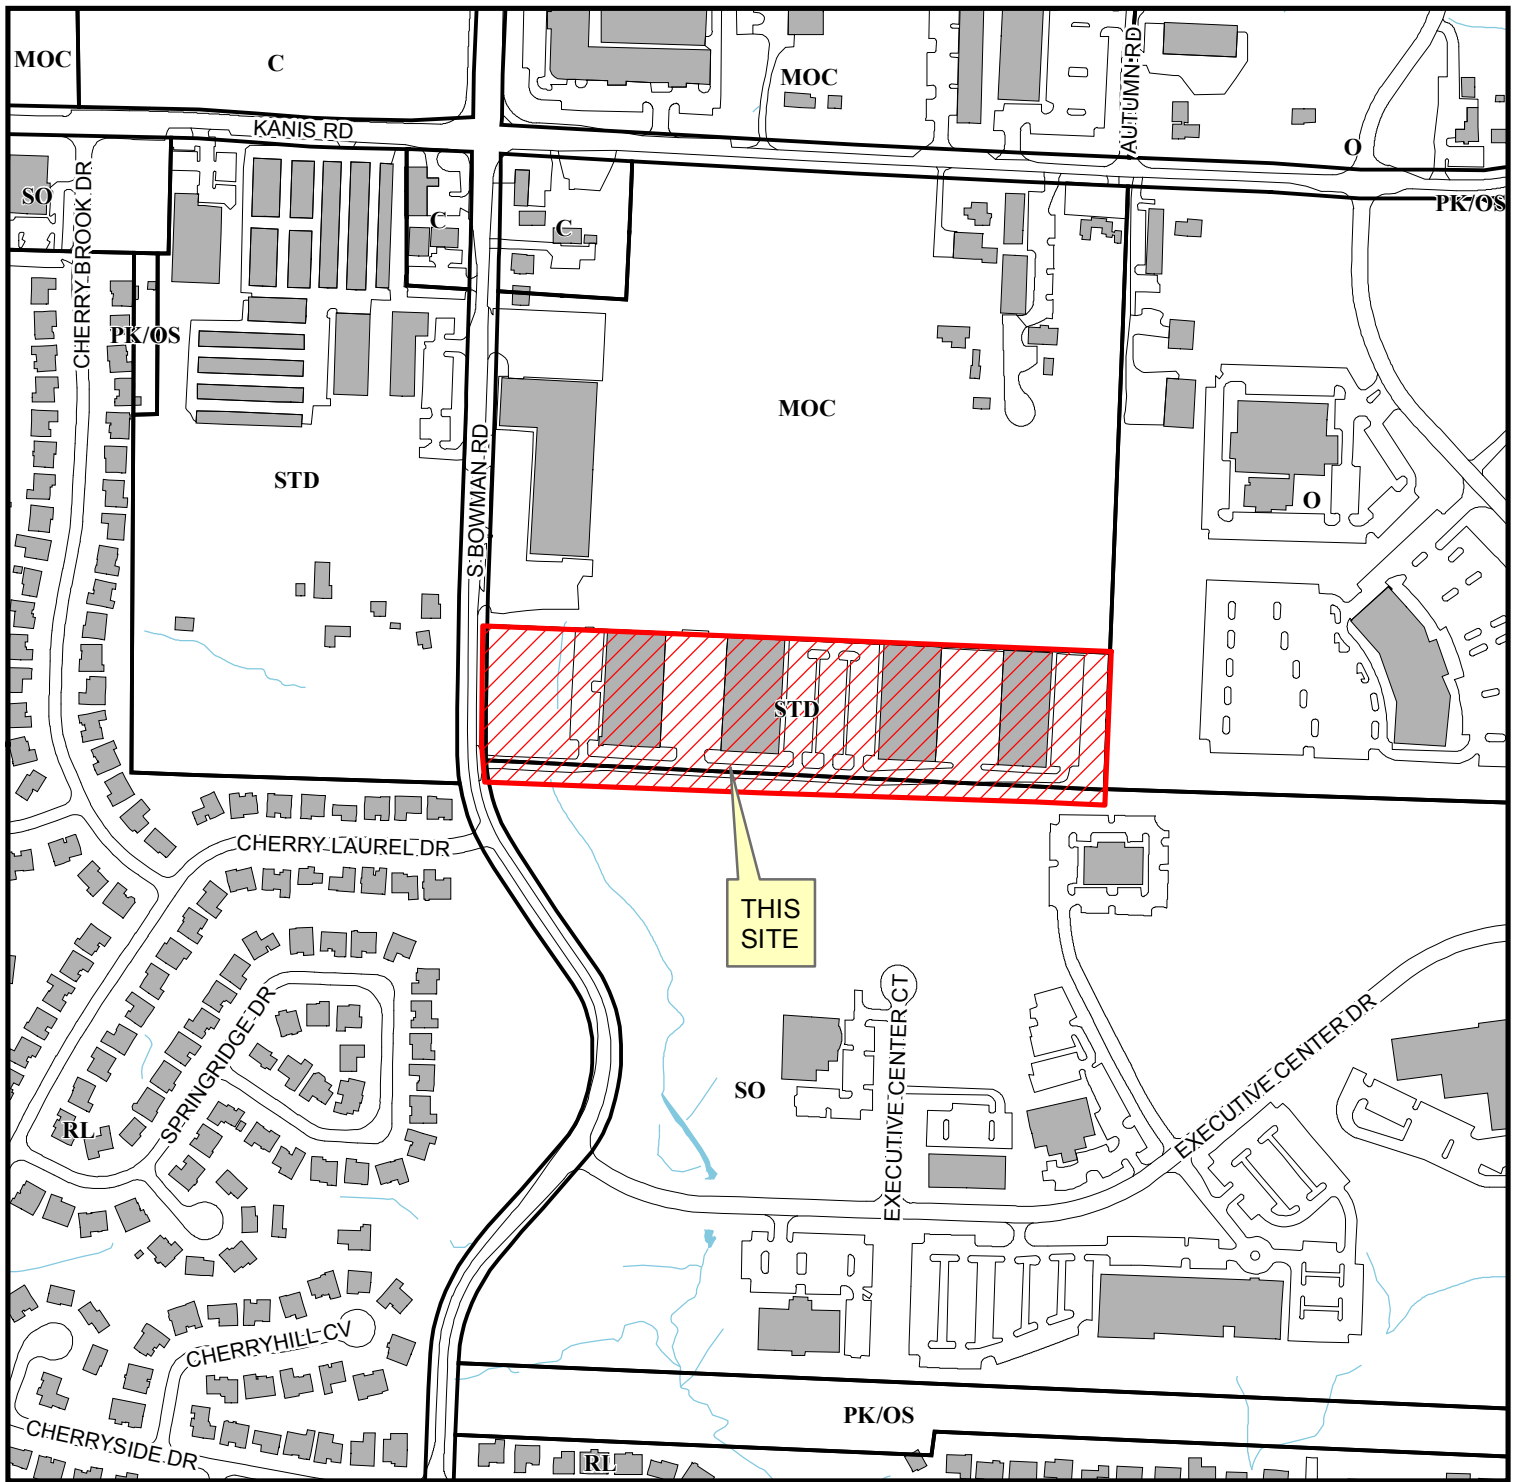 MOC
C
MOC
AUTUMN RD
KANIS RD
O
CHERRY BROOK DR
SO
PK/OS
C
C
PK/OS
MOC
STD
S BOWMAN RD
O
STD
CHERRY LAUREL DR
THIS
SITE
SPRINGRIDGE DR
EXECUTIVE CENTER CT
EXECUTIVE CENTER DR
SO
RL
CHERRYHILL CV
PK/OS
CHERRYSIDE DR
RL